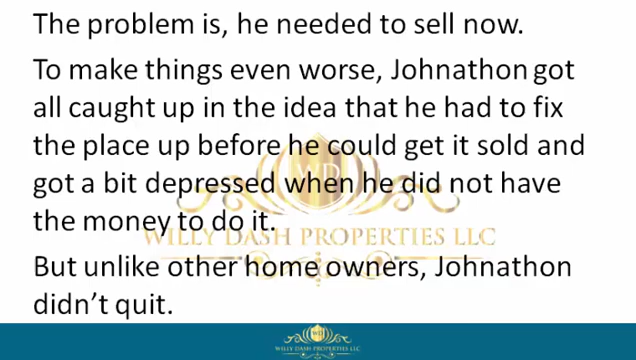 The problem is, he needed to sell now.
To make things even worse, Johnathon got
all caught up in the idea that he had to fix
the place up before he could get it sold and
got a bit depressed when he did not have
the money to do it.
WILLY DASH PROPERTIES LLC
But unlike other home owners, Johnathon
didn’t quit.
WILLY DASH PROPERTIES LLC